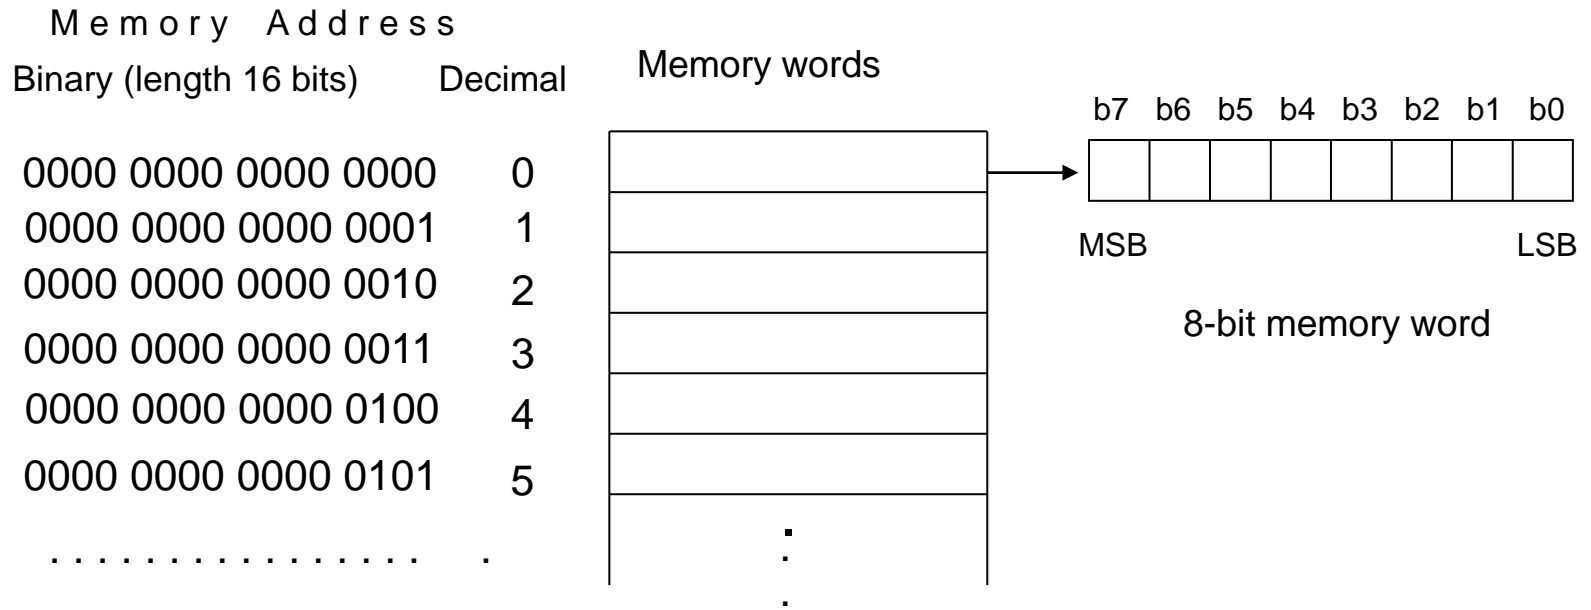 M e m o r y A d d r e s s
Binary (length 16 bits) Decimal
Memory words
b7 b6 b5 b4 b3 b2 b1 b0
0000 0000 0000 0000 0
0000 0000 0000 0001 1
0000 0000 0000 0010 2
0000 0000 0000 0011 3
0000 0000 0000 0100 4
0000 0000 0000 0101 5
. . . . . . . . . . . . . . . . .
MSB LSB
8-bit memory word